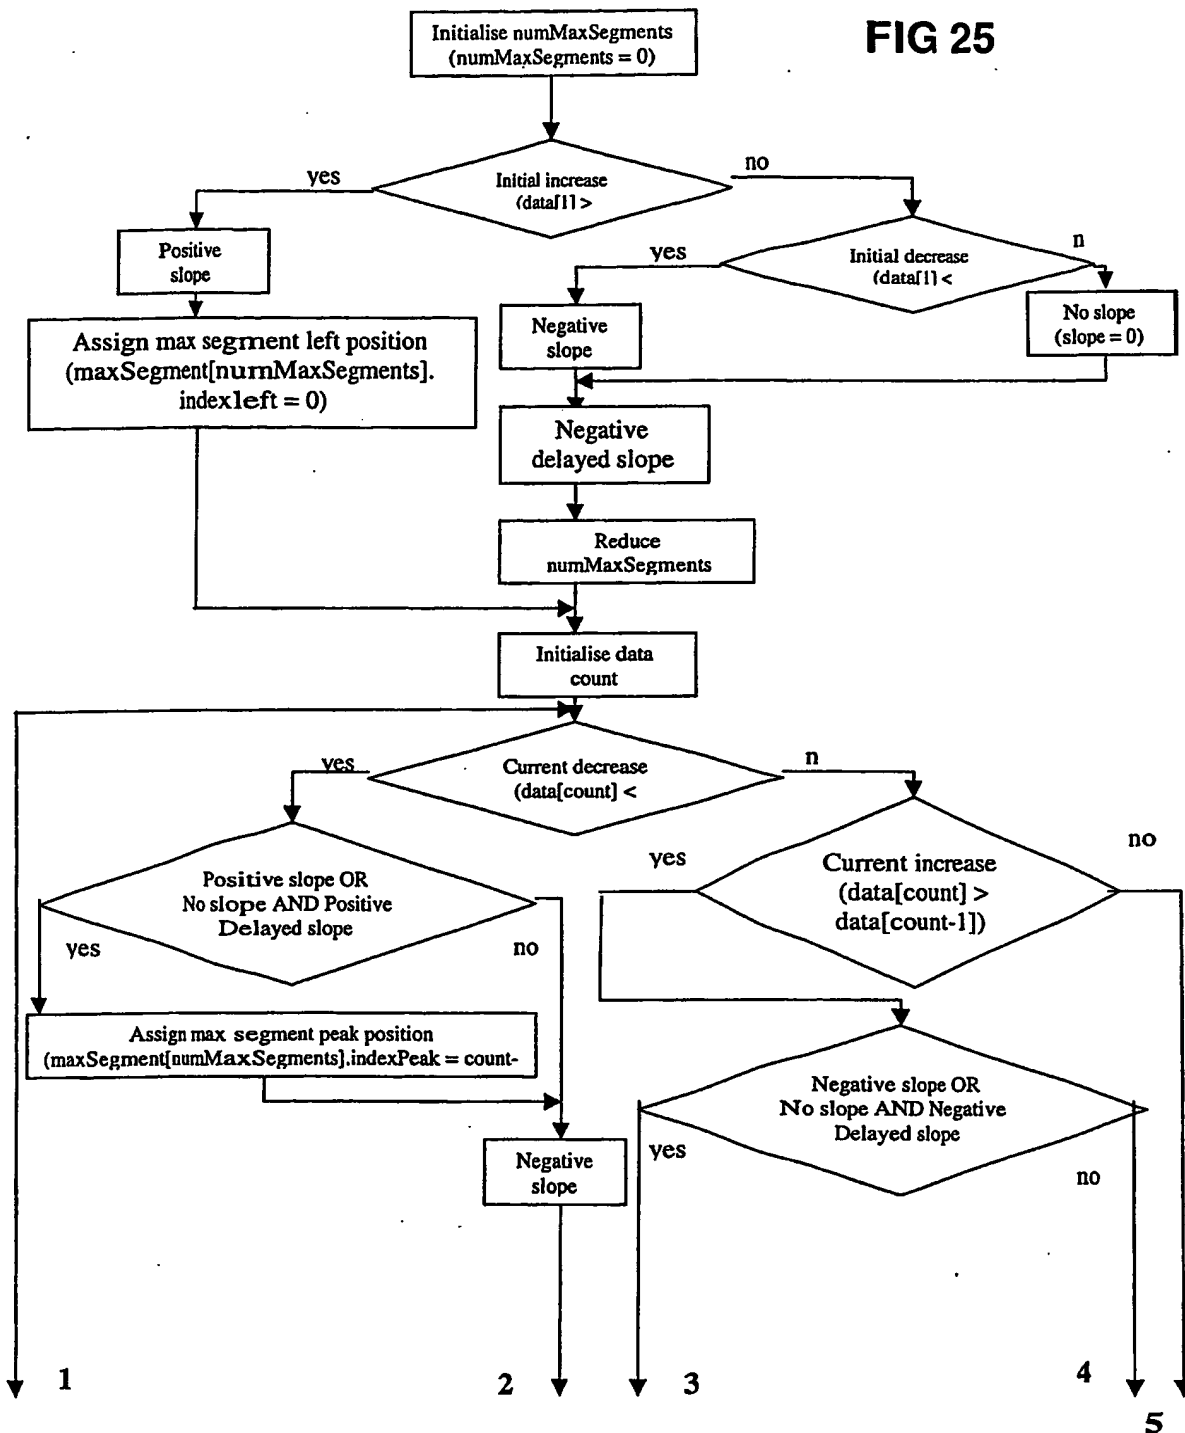 FIG 25
Initialise numMaxSegments
(numMaxSegments = 0)
Initial increase
(data[1] >
yes
no
Positive
slope
Initial decrease
(data[1] <
yes
n
Assign max segment left position
(maxSegment[numMaxSegments].
indexleft = 0)
Negative
slope
No slope
(slope = 0)
Negative
delayed slope
Reduce
numMaxSegments
Initialise data
count
Current decrease
(data[count] <
yes
n
Positive slope OR
No slope AND Positive
Delayed slope
yes
no
Current increase
(data[count] >
data[count-1])
yes
no
Assign max segment peak position
(maxSegment[numMaxSegments].indexPeak = count-
Negative slope OR
No slope AND Negative
Delayed slope
yes
no
Negative
slope
1
2
3
4
5